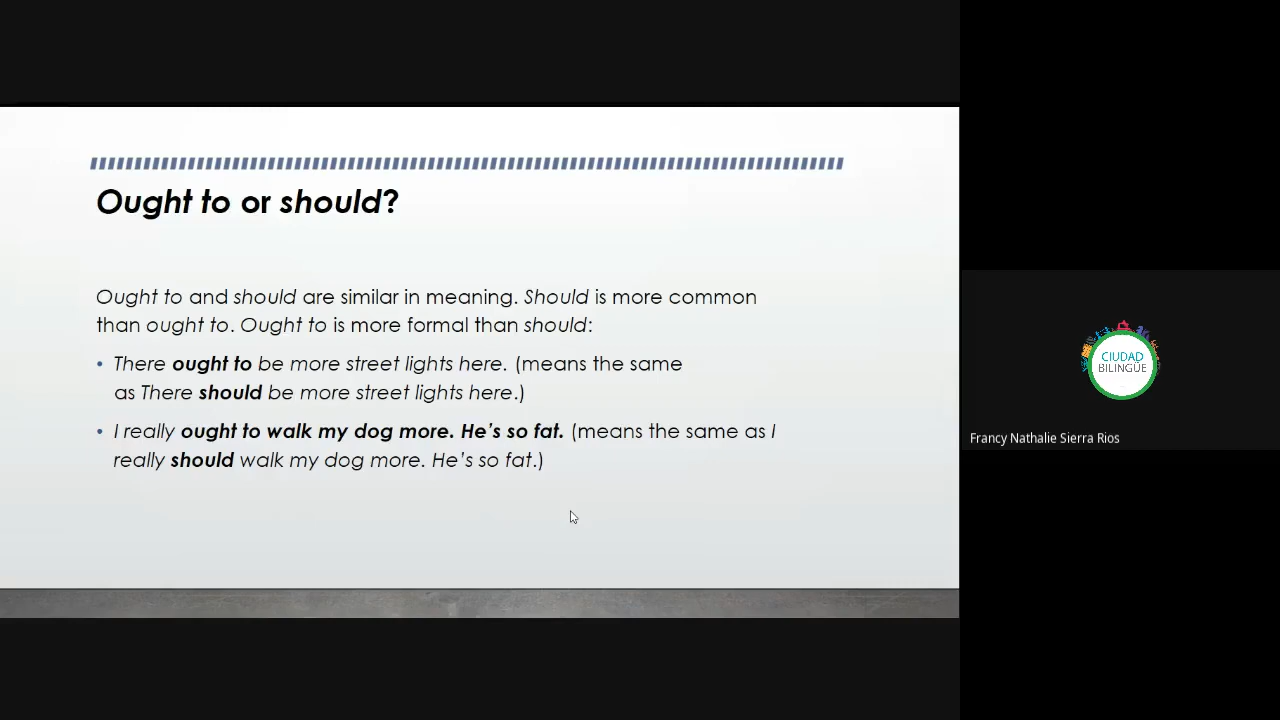 Ought to or should?
Ought to and should are similar in meaning. Should is more common
than ought to. Ought to is more formal than should:
• There ought to be more street lights here. (means the same
as There should be more street lights here.)
• I really ought to walk my dog more. He’s so fat. (means the same as I
really should walk my dog more. He’s so fat.)
CIUDAD
BILINGÜE
Francy Nathalie Sierra Rios